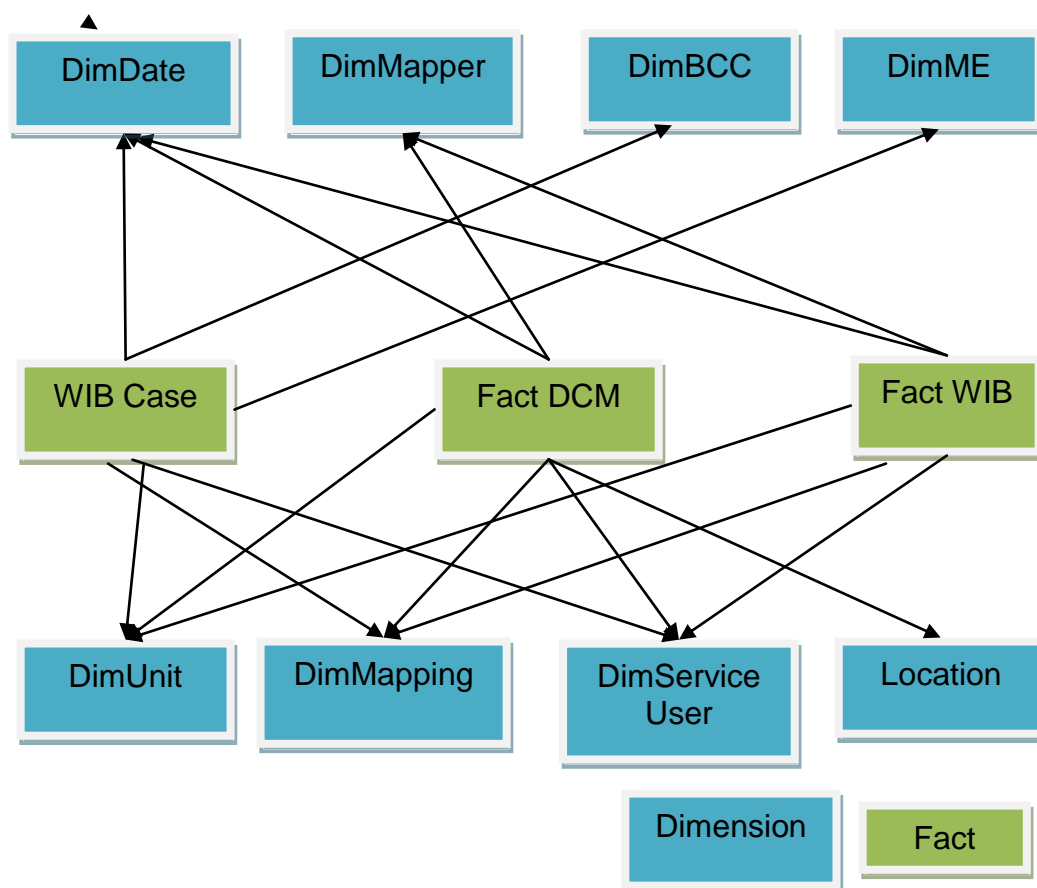 DimDate
DimMapper
DimBCC
DimME
WIB Case
Fact DCM
Fact WIB
DimUnit
DimMapping
DimService
User
Location
Dimension
Fact